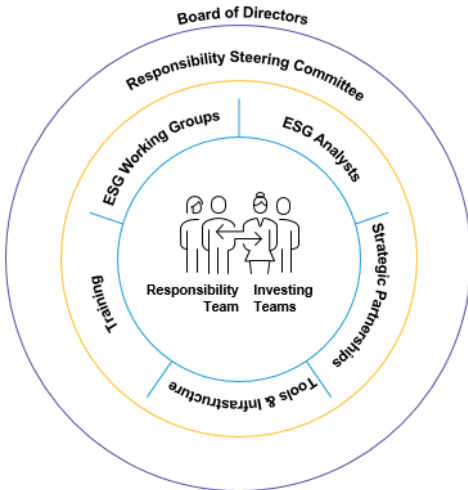 Board of Directors
Responsibility Steering Committee
ESG Working Groups
ESG Analysts
Strategic Partnerships
Tools & Infrastructure
Training
Responsibility
Team
Investing
Teams